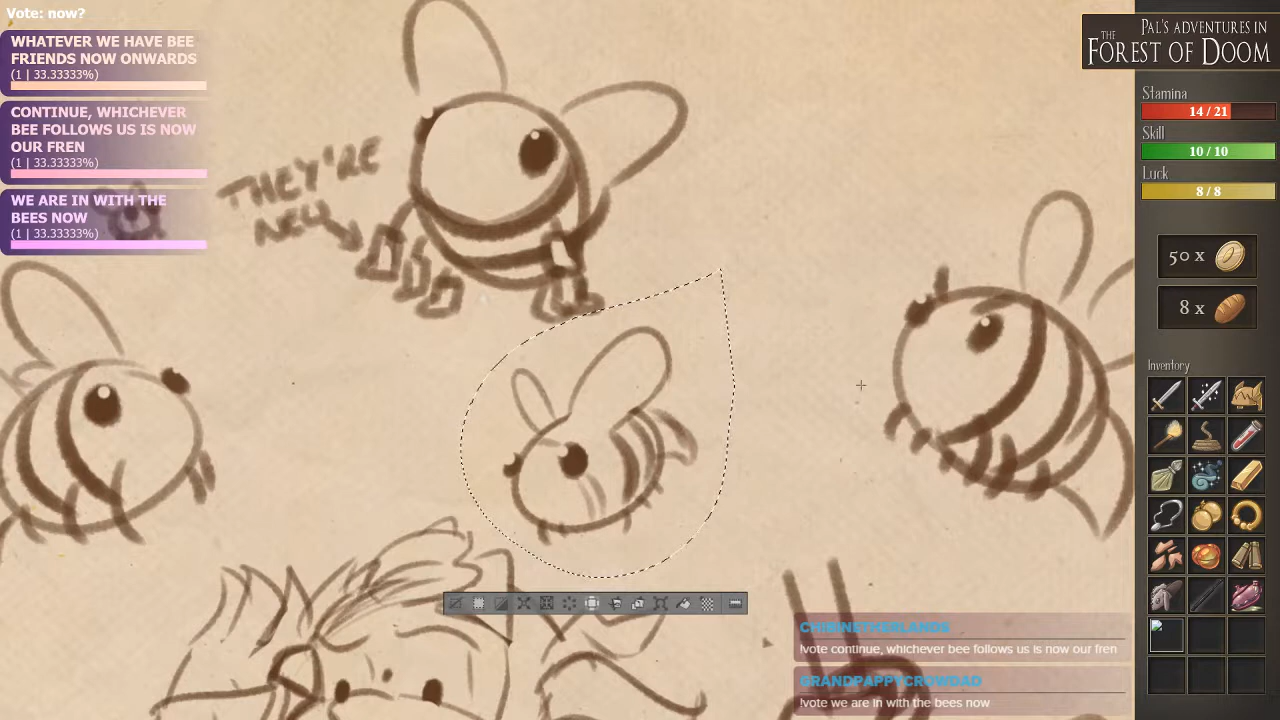 Vote: now?
WHATEVER WE HAVE BEE
FRIENDS NOW ONWARDS
(1 | 33.33333%)
CONTINUE, WHICHEVER
BEE FOLLOWS US IS NOW
OUR FREN
(1 | 33.33333%)
WE ARE IN WITH THE
BEES NOW
(1 | 33.33333%)
THEY'RE
NEW
PAL'S ADVENTURES IN
THE FOREST OF DOOM
Stamina
14 / 21
Skill
10 / 10
Luck
8 / 8
50 x
8 x
Inventory
CHIBINETHERLANDS
!vote continue, whichever bee follows us is now our fren
GRANDPAPPYCROWDAD
!vote we are in with the bees now